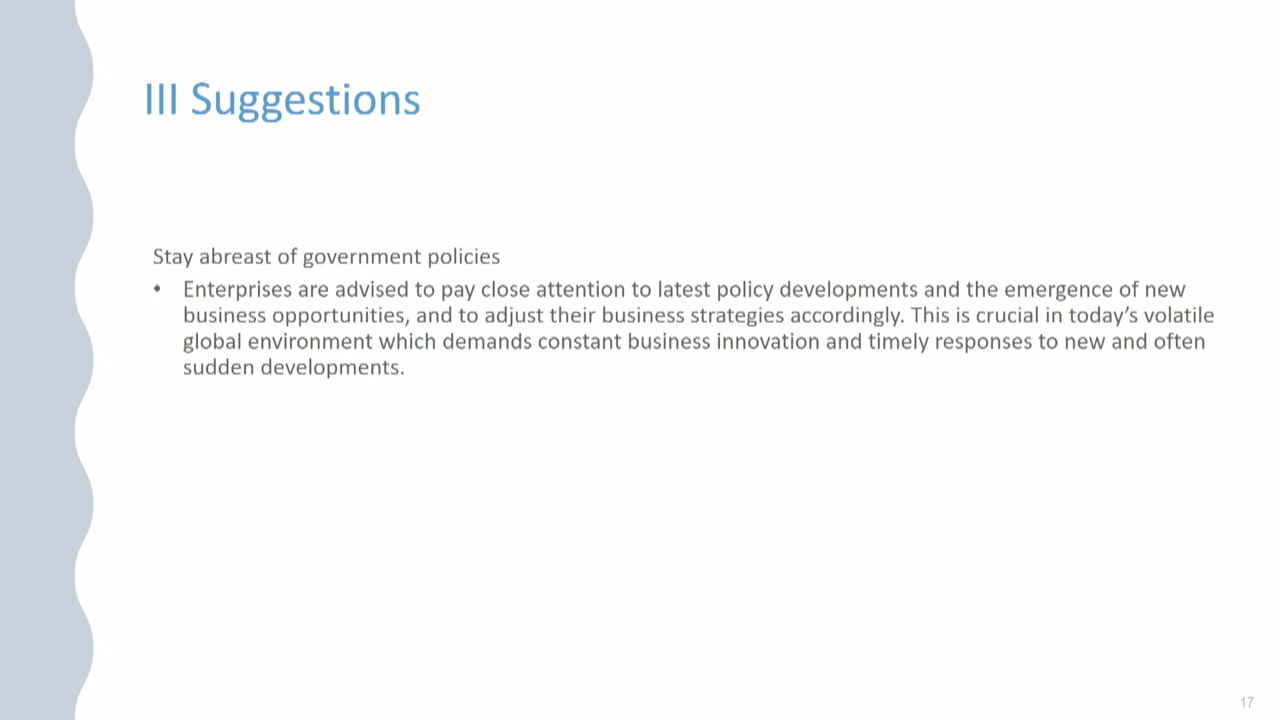 III Suggestions
Stay abreast of government policies
• Enterprises are advised to pay close attention to latest policy developments and the emergence of new
business opportunities, and to adjust their business strategies accordingly. This is crucial in today’s volatile
global environment which demands constant business innovation and timely responses to new and often
sudden developments.
17